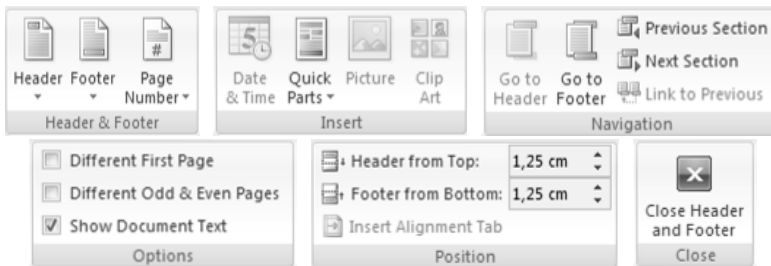 Header
Footer
Page
Number
Header & Footer
5
#
Date
& Time
Quick
Parts
Picture
Clip
Art
Insert
Go to
Header
Go to
Footer
Previous Section
Next Section
Link to Previous
Navigation
Different First Page
Different Odd & Even Pages
Show Document Text
Options
Header from Top: 1,25 cm
Footer from Bottom: 1,25 cm
Insert Alignment Tab
Position
Close Header
and Footer
Close